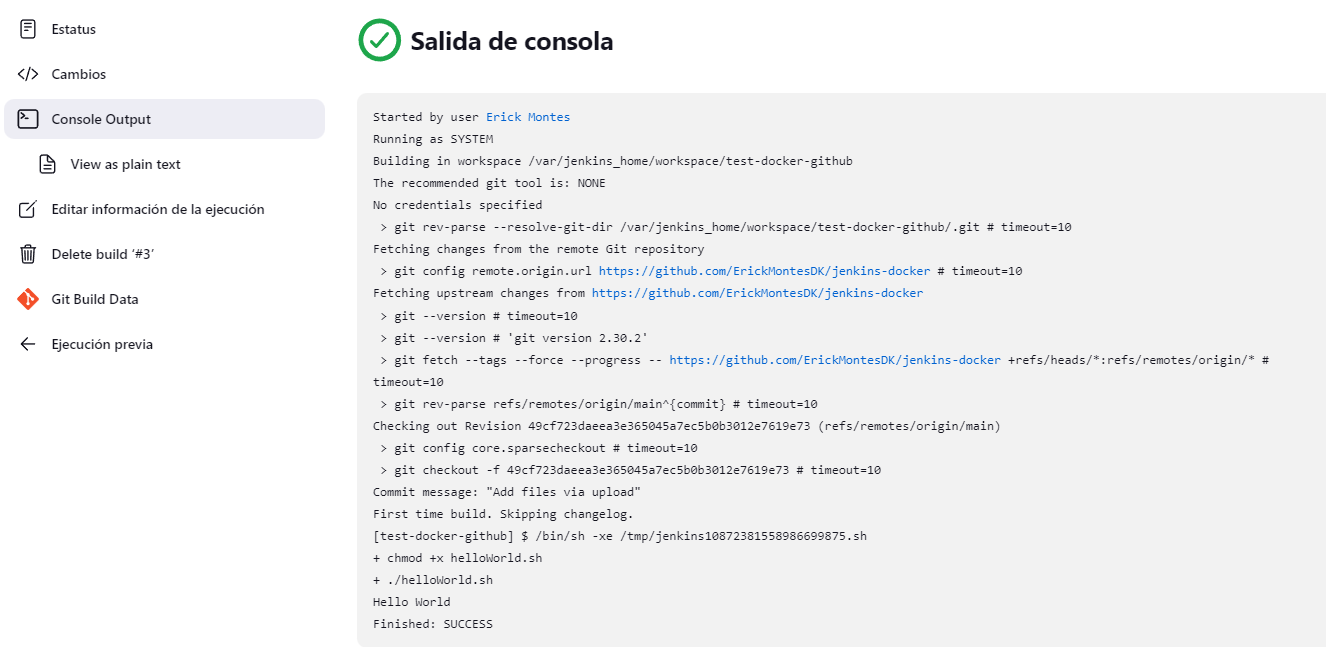 Estatus
Cambios
Console Output
View as plain text
Editar información de la ejecución
Delete build ‘#3’
Git Build Data
Ejecución previa
Salida de consola
Started by user Erick Montes
Running as SYSTEM
Building in workspace /var/jenkins_home/workspace/test-docker-github
The recommended git tool is: NONE
No credentials specified
 > git rev-parse --resolve-git-dir /var/jenkins_home/workspace/test-docker-github/.git # timeout=10
Fetching changes from the remote Git repository
 > git config remote.origin.url https://github.com/ErickMontesDK/jenkins-docker # timeout=10
Fetching upstream changes from https://github.com/ErickMontesDK/jenkins-docker
 > git --version # timeout=10
 > git --version # 'git version 2.30.2'
 > git fetch --tags --force --progress -- https://github.com/ErickMontesDK/jenkins-docker +refs/heads/*:refs/remotes/origin/* #
timeout=10
 > git rev-parse refs/remotes/origin/main^{commit} # timeout=10
Checking out Revision 49cf723daeea3e365045a7ec5b0b3012e7619e73 (refs/remotes/origin/main)
 > git config core.sparsecheckout # timeout=10
 > git checkout -f 49cf723daeea3e365045a7ec5b0b3012e7619e73 # timeout=10
Commit message: "Add files via upload"
First time build. Skipping changelog.
[test-docker-github] $ /bin/sh -xe /tmp/jenkins10872381558986699875.sh
+ chmod +x helloWorld.sh
+ ./helloWorld.sh
Hello World
Finished: SUCCESS